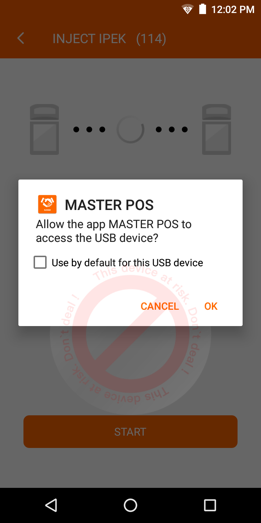 12:02 PM
INJECT IPEK (114)
MASTER POS
Allow the app MASTER POS to
access the USB device?
Use by default for this USB device
CANCEL OK
This device at risk. Don't deal !
This device at risk. Don't deal !
START